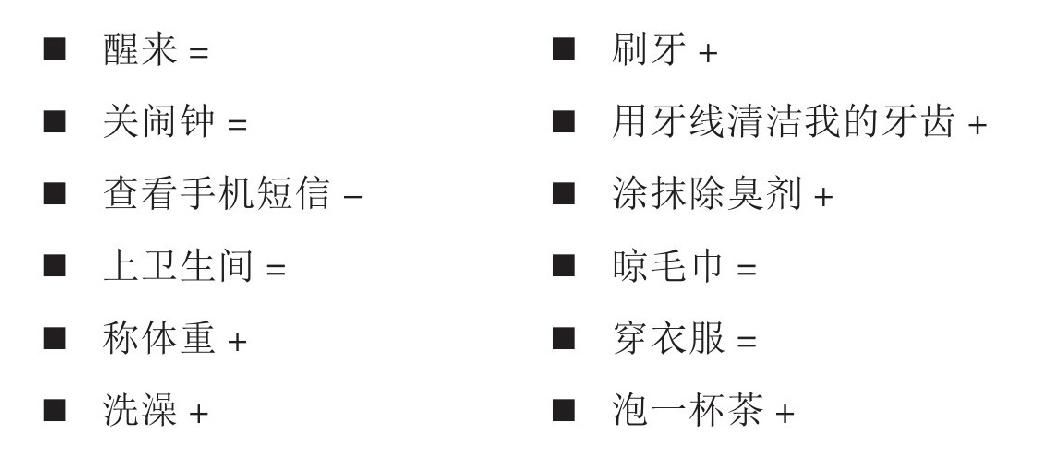 ■ 醒来 =
■ 关闹钟 =
■ 查看手机短信 –
■ 上卫生间 =
■ 称体重 +
■ 洗澡 +
■ 刷牙 +
■ 用牙线清洁我的牙齿 +
■ 涂抹除臭剂 +
■ 晾毛巾 =
■ 穿衣服 =
■ 泡一杯茶 +